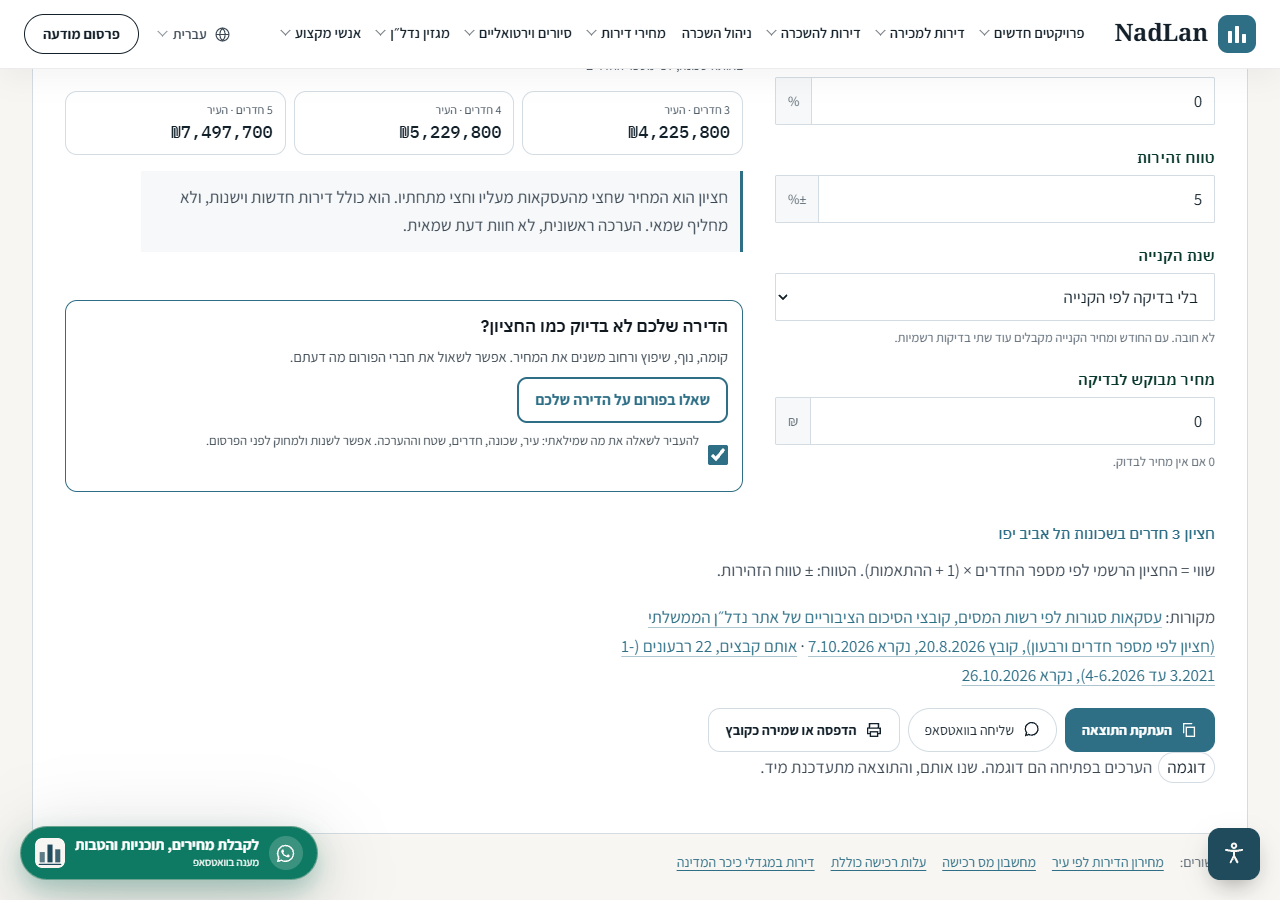 NadLan
פרויקטים חדשים
דירות למכירה
דירות להשכרה
ניהול השכרה
מחירי דירות
סיורים וירטואליים
מגזין נדל״ן
אנשי מקצוע
עברית
פרסום מודעה
0
%
טווח זהירות
5
±%
שנת הקנייה
בלי בדיקה לפי הקנייה
לא חובה. עם החודש ומחיר הקנייה מקבלים עוד שתי בדיקות רשמיות.
מחיר מבוקש לבדיקה
0
₪
0 אם אין מחיר לבדוק.
3 חדרים · העיר
₪4,225,800
4 חדרים · העיר
₪5,229,800
5 חדרים · העיר
₪7,497,700
חציון הוא המחיר שחצי מהעסקאות מעליו וחצי מתחתיו. הוא כולל דירות חדשות וישנות, ולא
מחליף שמאי. הערכה ראשונית, לא חוות דעת שמאית.
הדירה שלכם לא בדיוק כמו החציון?
קומה, נוף, שיפוץ ורחוב משנים את המחיר. אפשר לשאול את חברי הפורום מה דעתם.
שאלו בפורום על הדירה שלכם
להעביר לשאלה את מה שמילאתי: עיר, שכונה, חדרים, שטח וההערכה. אפשר לשנות ולמחוק לפני הפרסום.
חציון 3 חדרים בשכונות תל אביב יפו
שווי = החציון הרשמי לפי מספר החדרים × (1 + ההתאמות). הטווח: ± טווח הזהירות.
מקורות: עסקאות סגורות לפי רשות המסים, קובצי הסיכום הציבוריים של אתר נדל״ן הממשלתי
(חציון לפי מספר חדרים ורבעון), קובץ 20.8.2026, נקרא 7.10.2026 · אותם קבצים, 22 רבעונים (1-
3.2021 עד 4-6.2026), נקרא 26.10.2026
העתקת התוצאה
שליחה בוואטסאפ
הדפסה או שמירה כקובץ
דוגמה הערכים בפתיחה הם דוגמה. שנו אותם, והתוצאה מתעדכנת מיד.
מחירון הדירות לפי עיר
מחשבון מס רכישה
עלות רכישה כוללת
דירות במגדלי כיכר המדינה
לקבלת מחירים, תוכניות והטבות
מענה בוואטסאפ